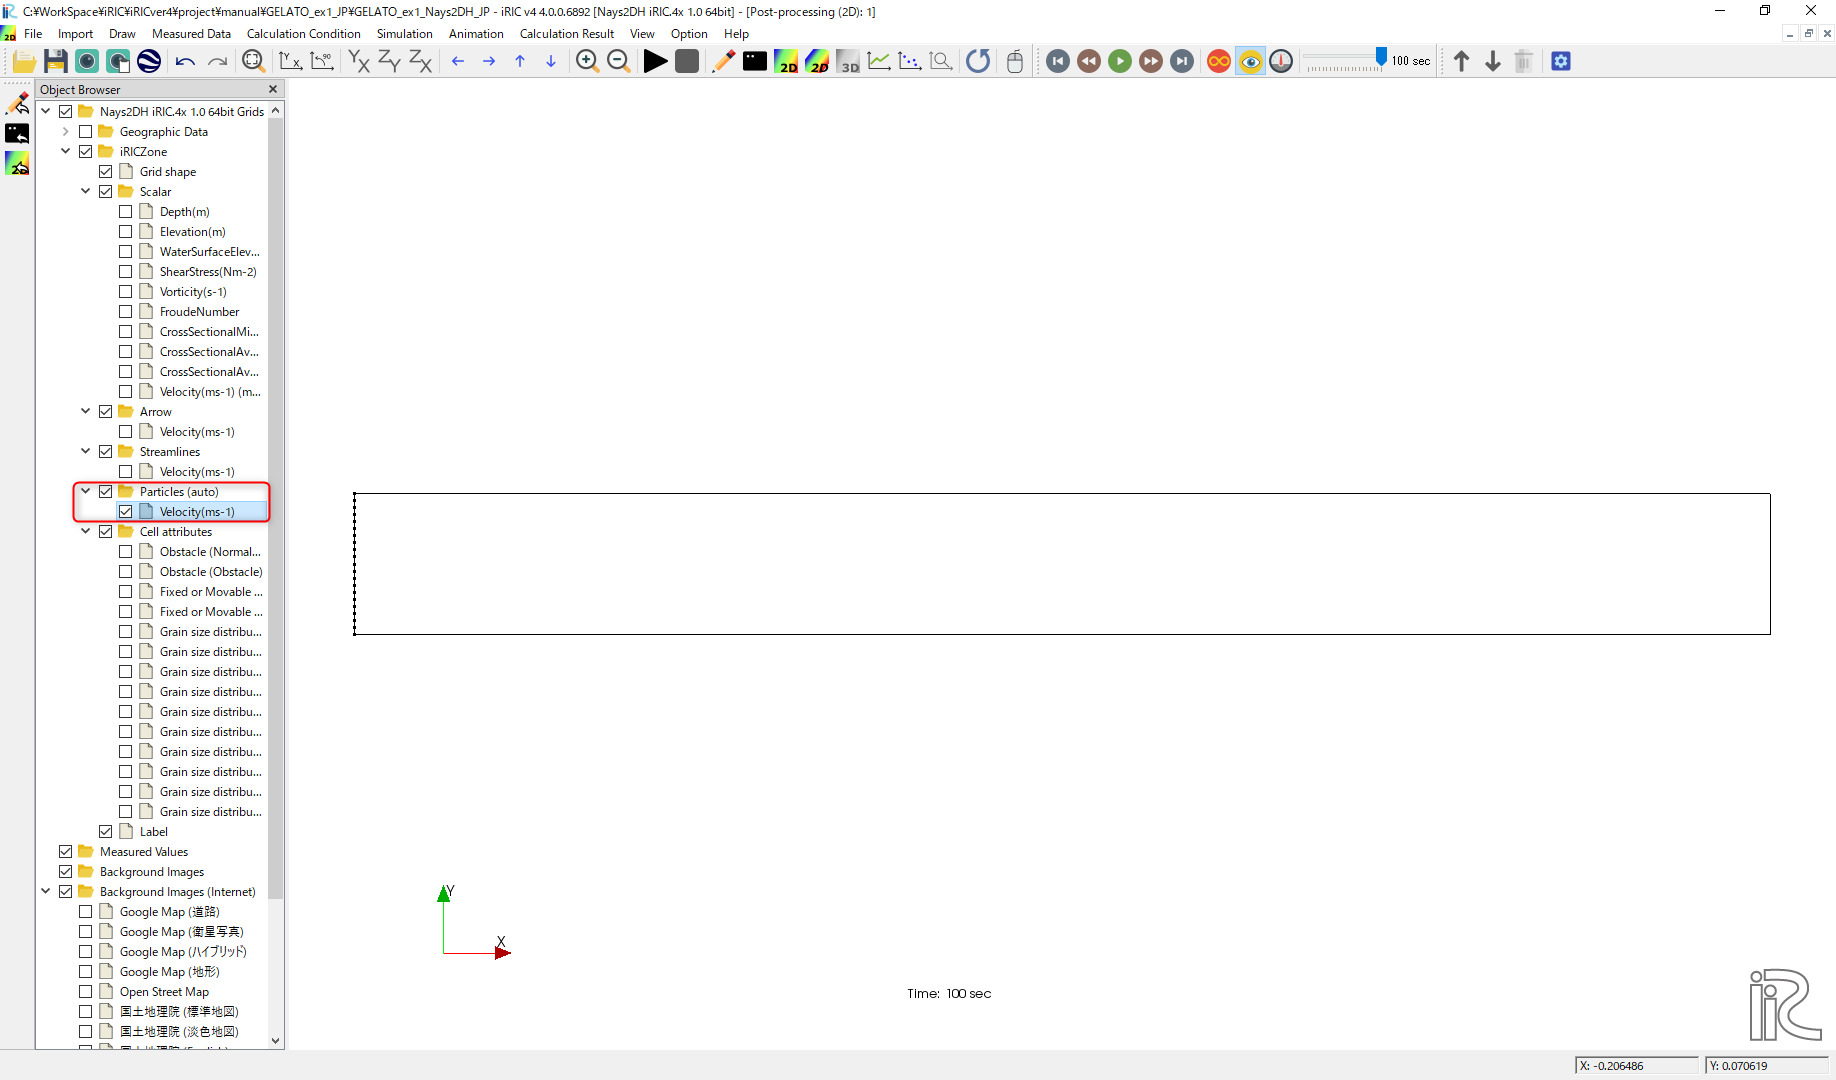 C:¥WorkSpace¥iRIC¥iRICver4¥project¥manual¥GELATO_ex1_JP¥GELATO_ex1_Nays2DH_JP - iRIC v4 4.0.0.6892 [Nays2DH iRIC.4x 1.0 64bit] - [Post-processing (2D): 1]
File Import Draw Measured Data Calculation Condition Simulation Animation Calculation Result View Option Help
2D 2D 3D 100 sec
Object Browser
Nays2DH iRIC.4x 1.0 64bit Grids
Geographic Data
iRICZone
Grid shape
Scalar
Depth(m)
Elevation(m)
WaterSurfaceElev...
ShearStress(Nm-2)
Vorticity(s-1)
FroudeNumber
CrossSectionalMi...
CrossSectionalAv...
CrossSectionalAv...
Velocity(ms-1) (m...
Arrow
Velocity(ms-1)
Streamlines
Velocity(ms-1)
Particles (auto)
Velocity(ms-1)
Cell attributes
Obstacle (Normal...
Obstacle (Obstacle)
Fixed or Movable ...
Fixed or Movable ...
Grain size distribu...
Grain size distribu...
Grain size distribu...
Grain size distribu...
Grain size distribu...
Grain size distribu...
Grain size distribu...
Grain size distribu...
Grain size distribu...
Grain size distribu...
Label
Measured Values
Background Images
Background Images (Internet)
Google Map (道路)
Google Map (衛星写真)
Google Map (ハイブリッド)
Google Map (地形)
Open Street Map
国土地理院 (標準地図)
国土地理院 (淡色地図)
Y
X
Time: 100 sec
iRIC
X: -0.206486
Y: 0.070619